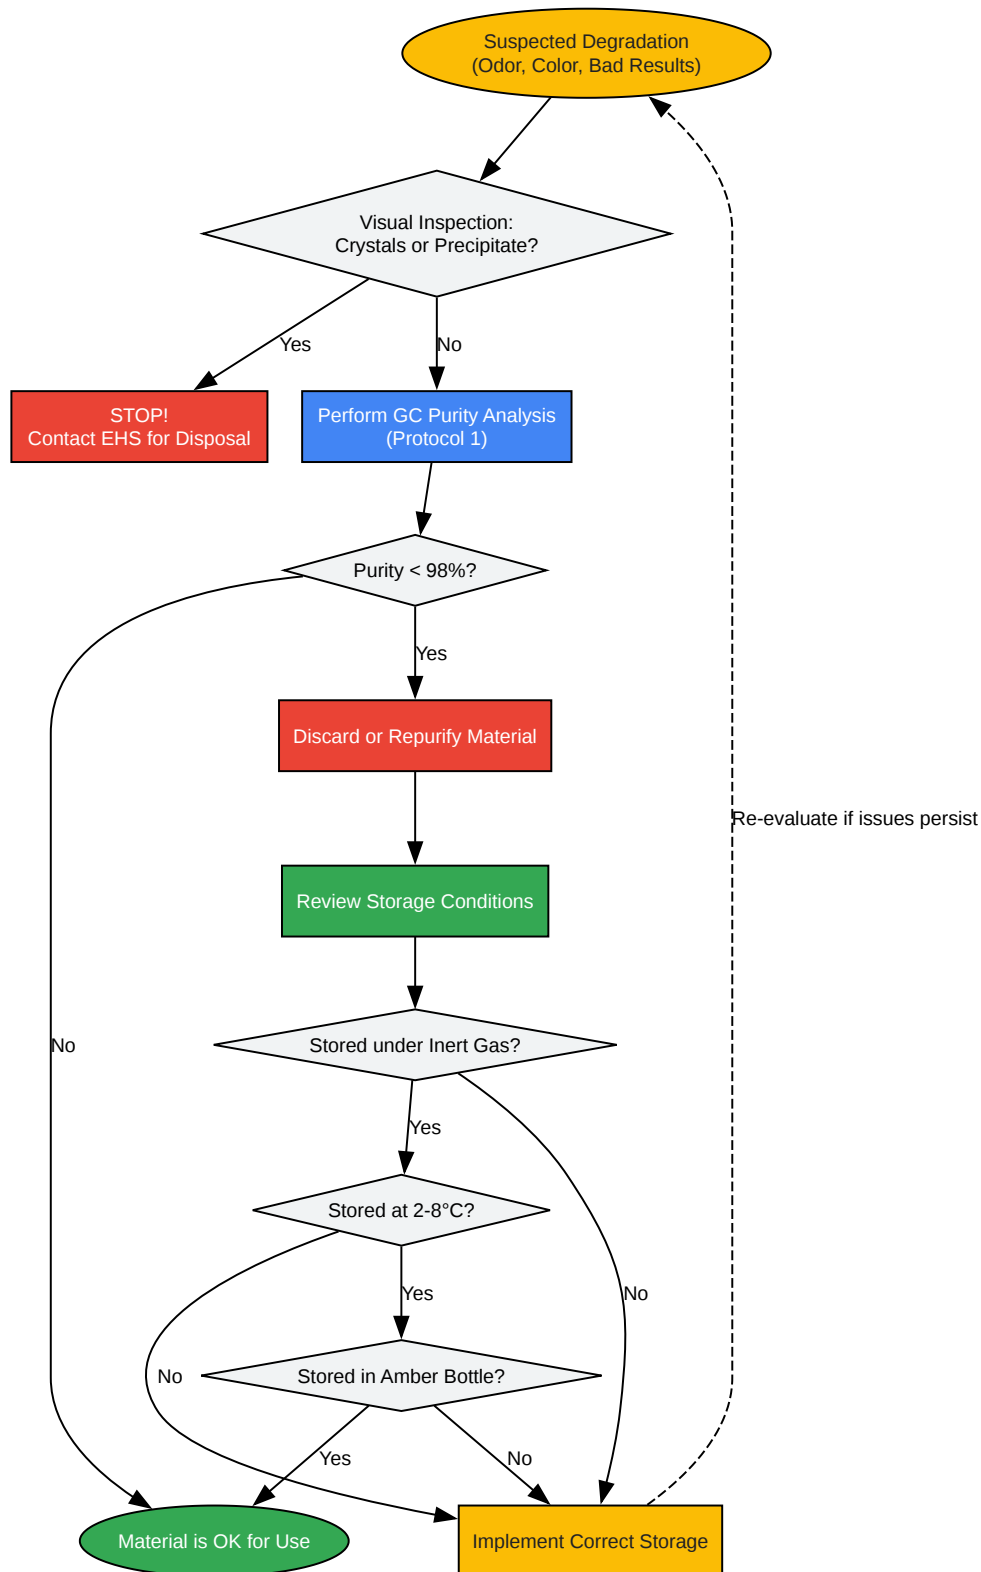 Suspected Degradation
(Odor, Color, Bad Results)
Visual Inspection:
Crystals or Precipitate?
Yes
No
STOP!
Contact EHS for Disposal
Perform GC Purity Analysis
(Protocol 1)
Purity < 98%?
Yes
Discard or Repurify Material
Re-evaluate if issues persist
Review Storage Conditions
No
Stored under Inert Gas?
Yes
Stored at 2-8°C?
Yes
No
No
Stored in Amber Bottle?
Yes
No
Material is OK for Use
Implement Correct Storage